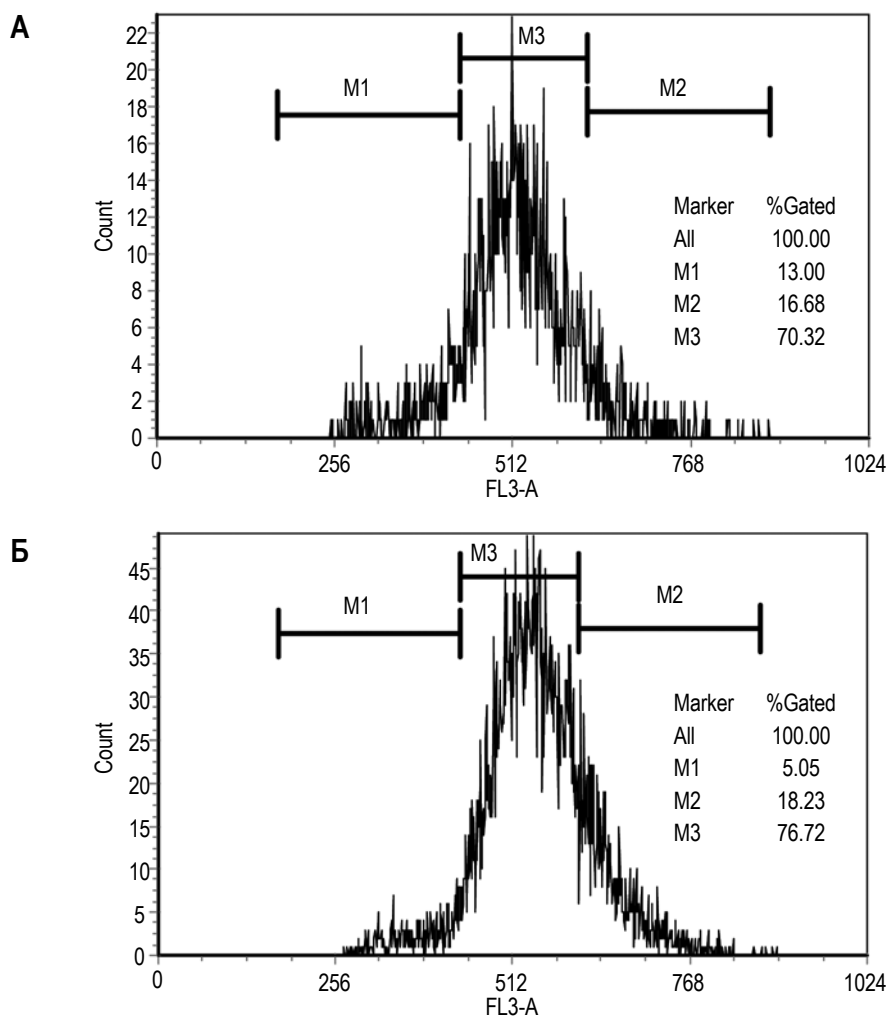 А
22
20
18
16
14
12
10
8
6
4
2
0
Count
M1
M3
M2
Marker %Gated
All 100.00
M1 13.00
M2 16.68
M3 70.32
0 256 512 768 1024
FL3-A
Б
45
40
35
30
25
20
15
10
5
0
Count
M1
M3
M2
Marker %Gated
All 100.00
M1 5.05
M2 18.23
M3 76.72
0 256 512 768 1024
FL3-A